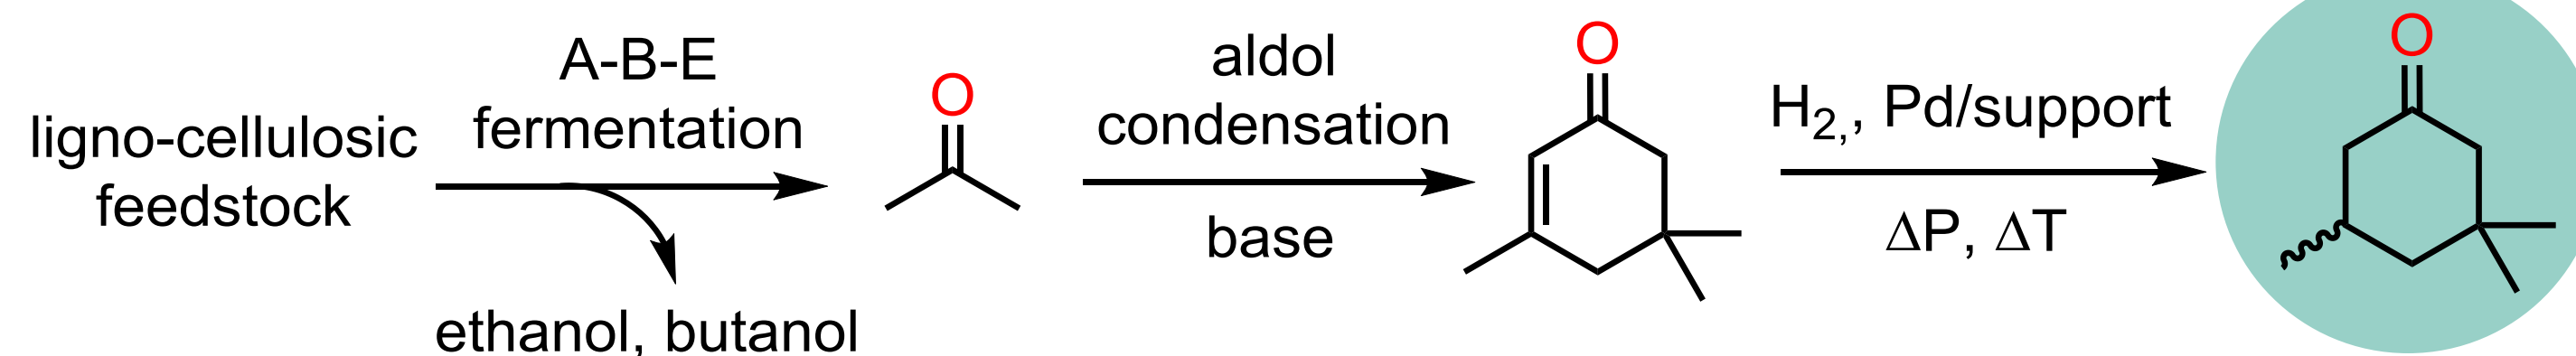 ligno-cellulosic
feedstock
A-B-E
fermentation
ethanol, butanol
O
aldol
condensation
base
O
H2,, Pd/support
ΔP, ΔT
O